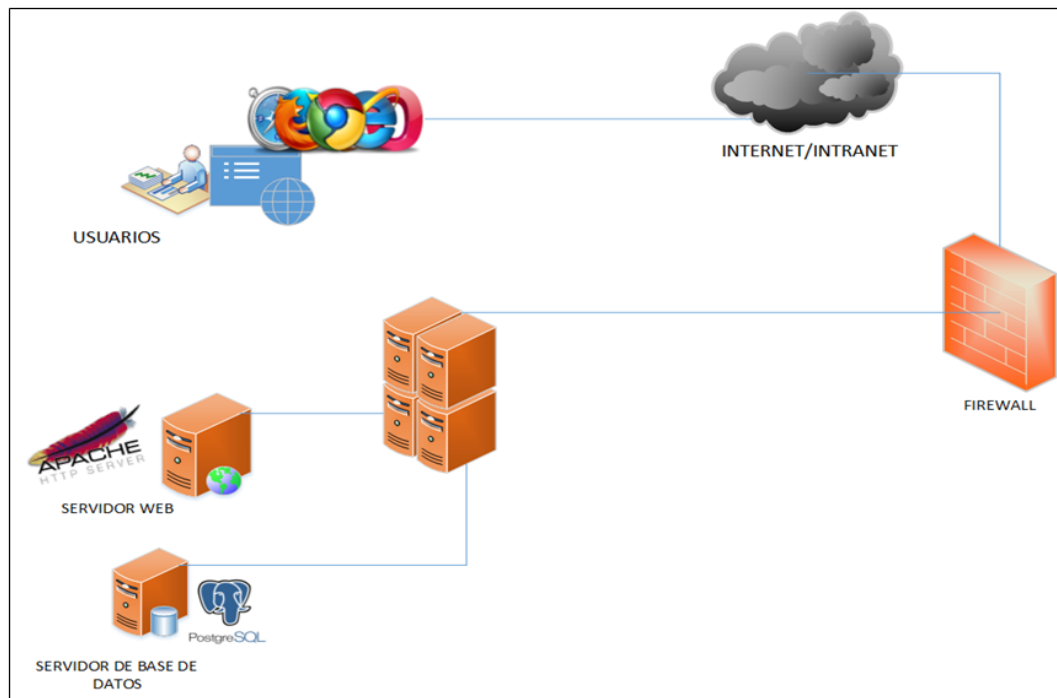 INTERNET/INTRANET
USUARIOS
FIREWALL
APACHE
HTTP SERVER
SERVIDOR WEB
PostgreSQL
SERVIDOR DE BASE DE
DATOS